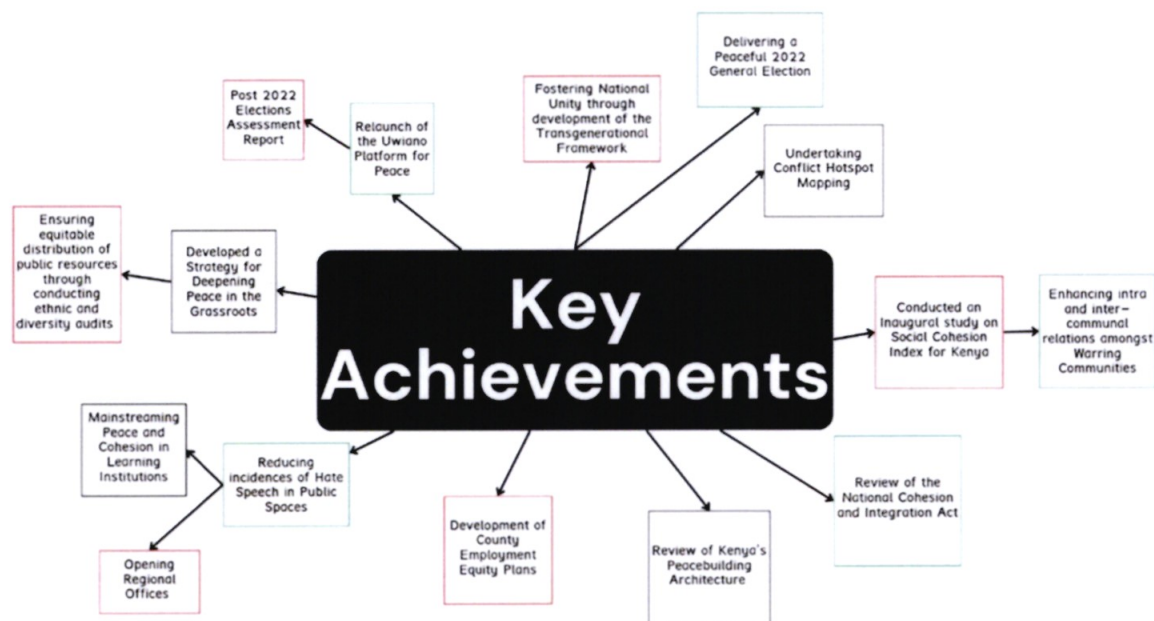 Delivering a
Peaceful 2022
General Election
Post 2022
Elections
Assessment
Report
Relaunch of
the Uwiano
Platform for
Peace
Fostering National
Unity through
development of the
Transgenerational
Framework
Undertaking
Conflict Hotspot
Mapping
Ensuring
equitable
distribution of
public resources
through
conducting
ethnic and
diversity audits
Developed a
Strategy for
Deepening
Peace in the
Grassroots
Key
Achievements
Conducted an
Inaugural study on
Social Cohesion
Index for Kenya
Enhancing intra
and inter-
communal
relations amongst
Warring
Communities
Mainstreaming
Peace and
Cohesion in
Learning
Institutions
Reducing
incidences of Hate
Speech in Public
Spaces
Opening
Regional
Offices
Development of
County
Employment
Equity Plans
Review of Kenya's
Peacebuilding
Architecture
Review of the
National Cohesion
and Integration Act